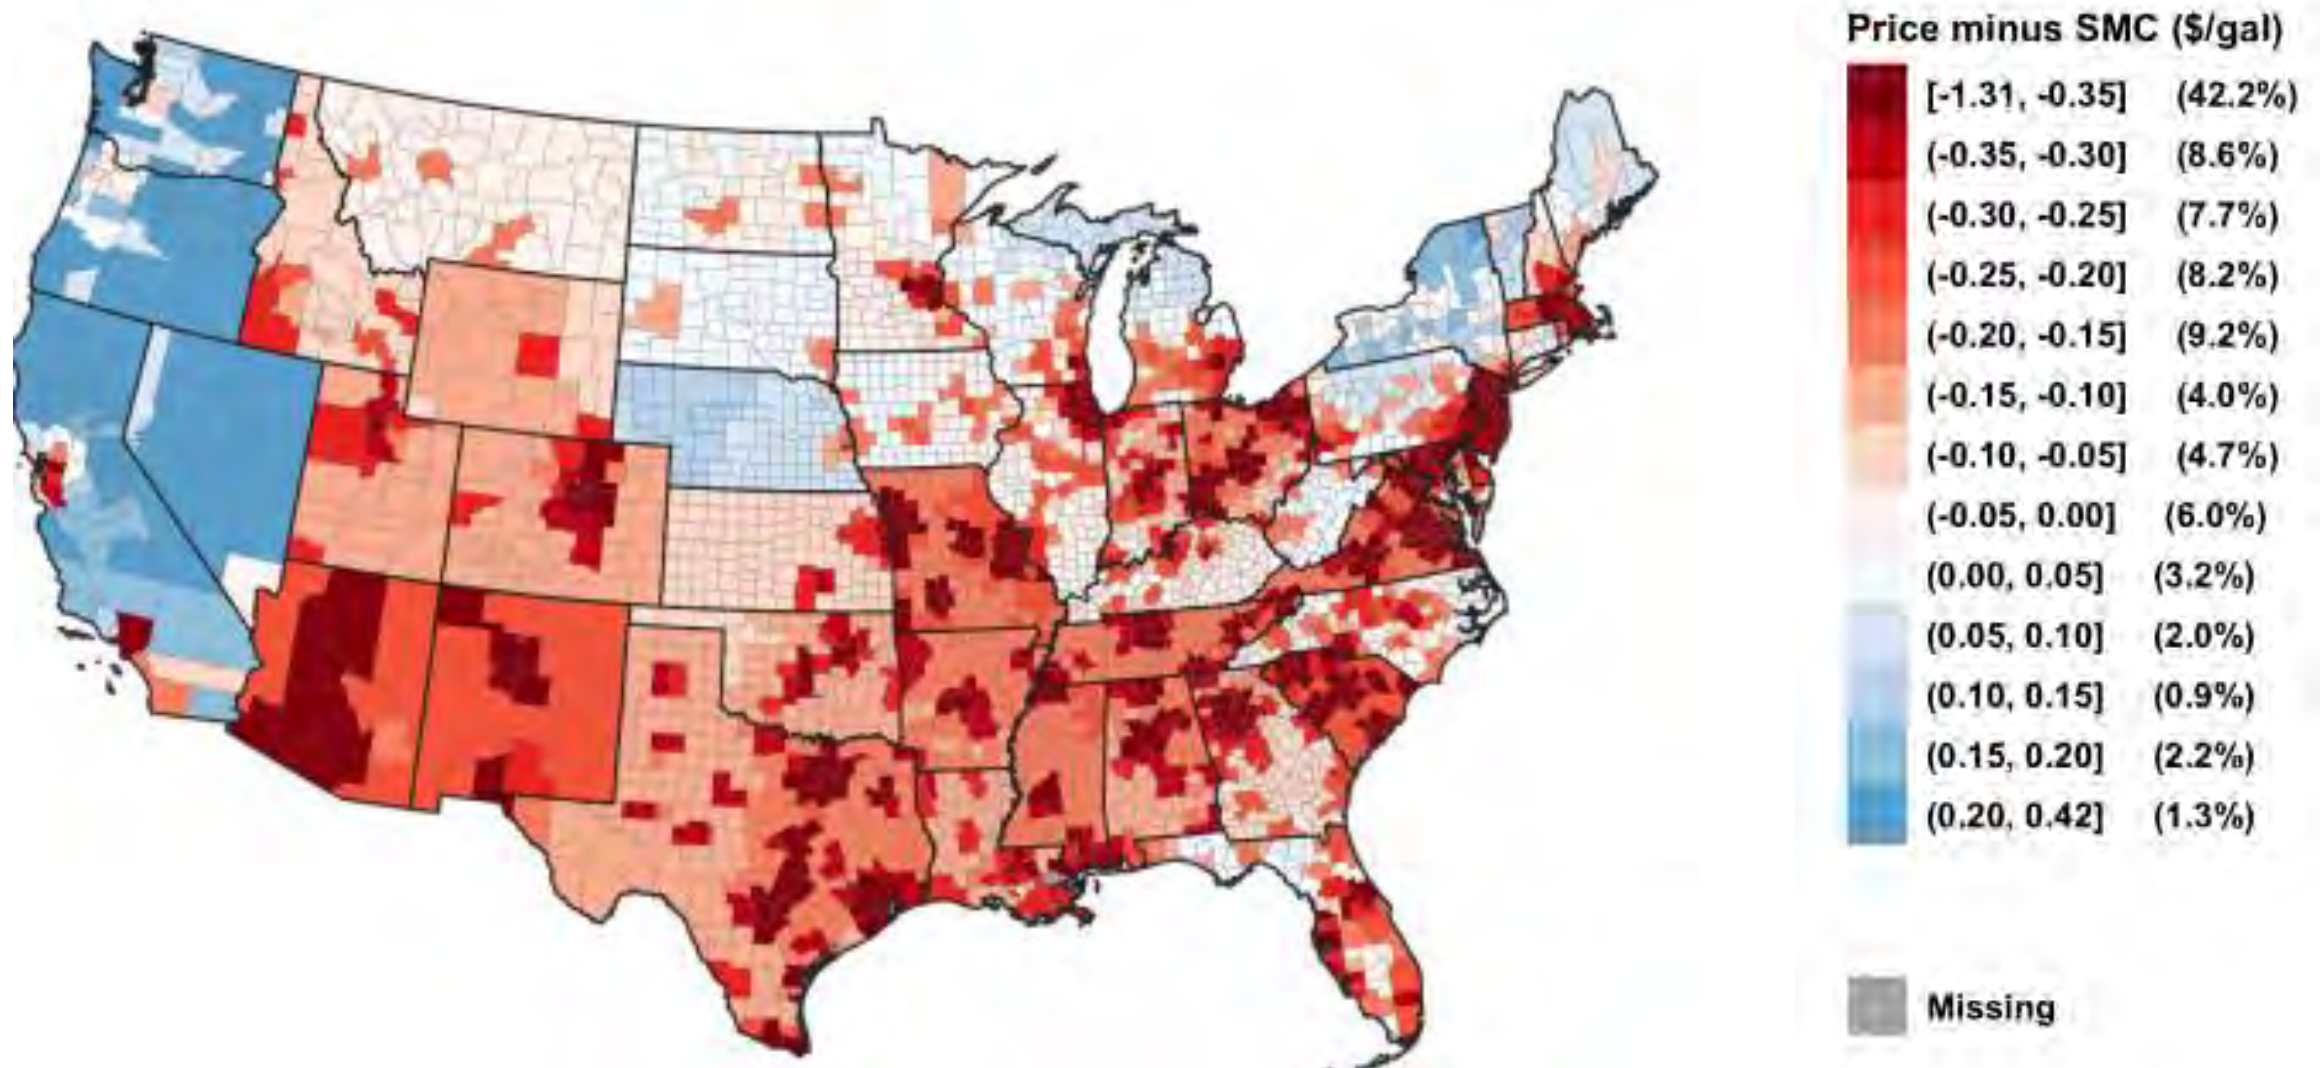 Price minus SMC ($/gal)
[-1.31, -0.35] (42.2%)
(-0.35, -0.30] (8.6%)
(-0.30, -0.25] (7.7%)
(-0.25, -0.20] (8.2%)
(-0.20, -0.15] (9.2%)
(-0.15, -0.10] (4.0%)
(-0.10, -0.05] (4.7%)
(-0.05, 0.00] (6.0%)
(0.00, 0.05] (3.2%)
(0.05, 0.10] (2.0%)
(0.10, 0.15] (0.9%)
(0.15, 0.20] (2.2%)
(0.20, 0.42] (1.3%)
Missing